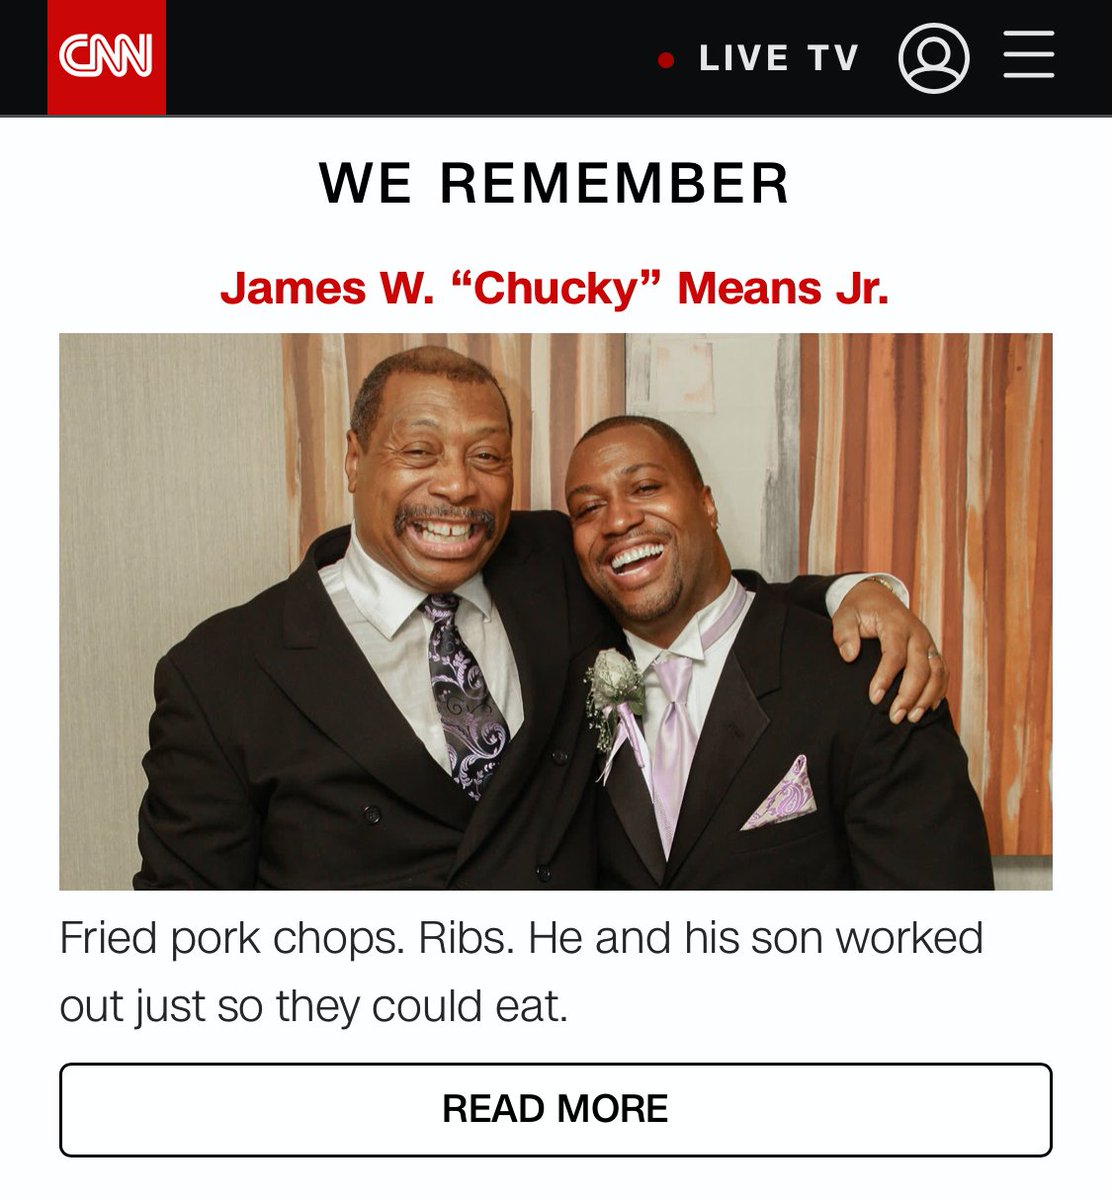 CNN
LIVE TV
WE REMEMBER
James W. “Chucky” Means Jr.
Fried pork chops. Ribs. He and his son worked
out just so they could eat.
READ MORE